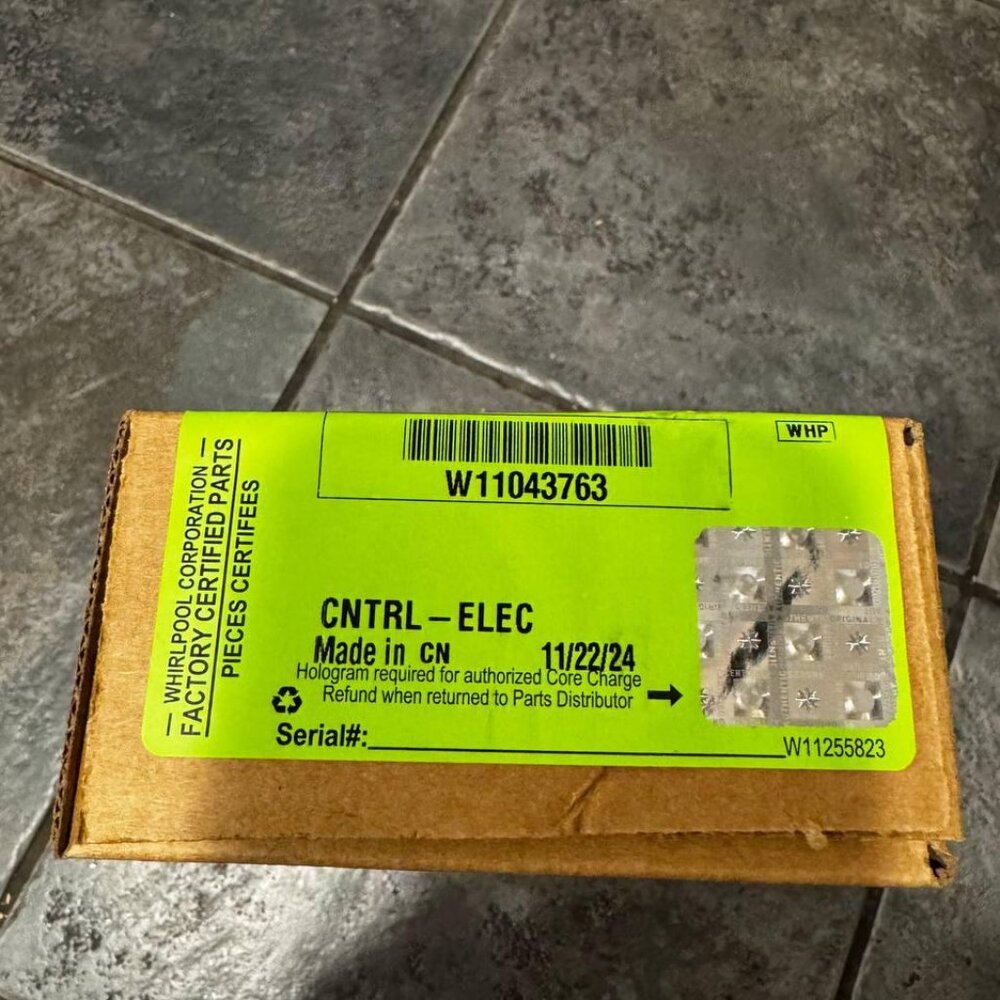 W11043763
WHP
— WHIRLPOOL CORPORATION —
FACTORY CERTIFIED PARTS
PIECES CERTIFEES
CNTRL-ELEC
Made in CN 11/22/24
Hologram required for authorized Core Charge
Refund when returned to Parts Distributor
Serial#:
W11255823